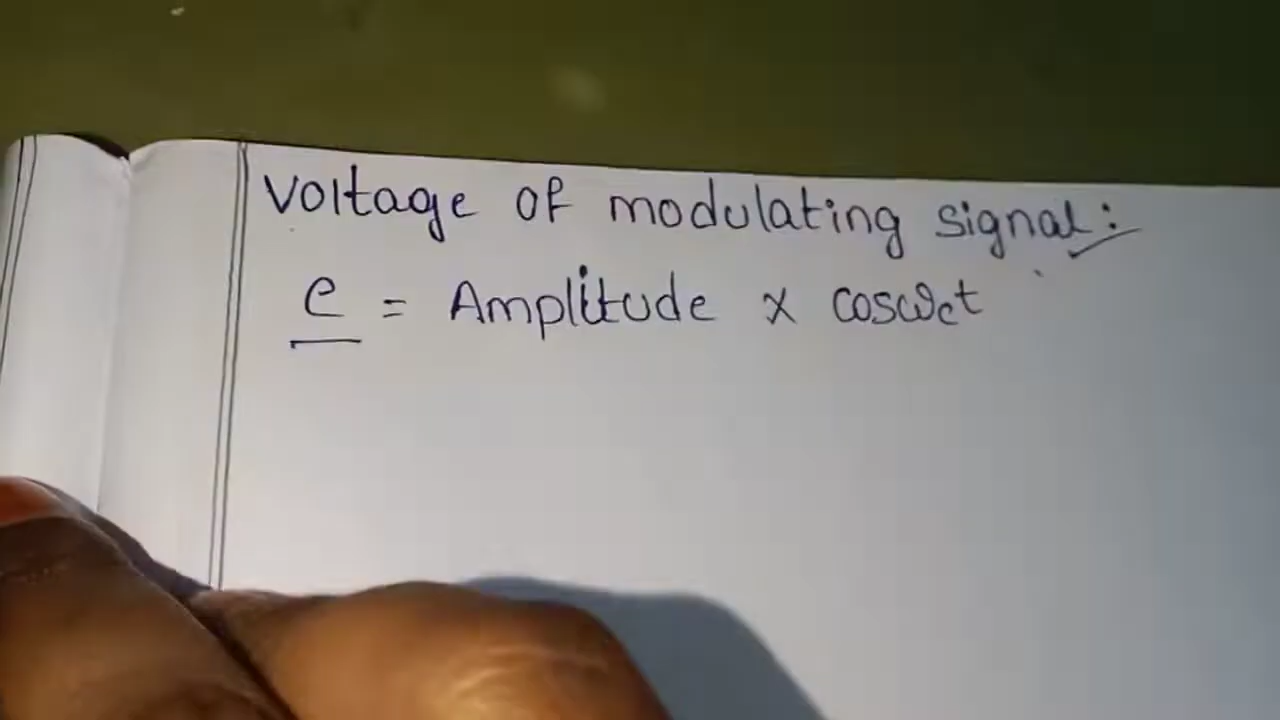 Voltage of modulating signal:
e = Amplitude x cosωct